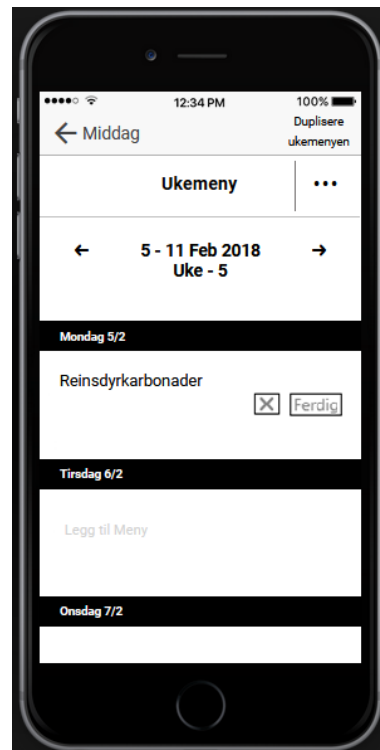 12:34 PM
100%
← Middag
Duplisere
ukemenyen
Ukemeny
...
← 5 - 11 Feb 2018 →
Uke - 5
Mondag 5/2
Reinsdyrkarbonader
X Ferdig
Tirsdag 6/2
Legg til Meny
Onsdag 7/2